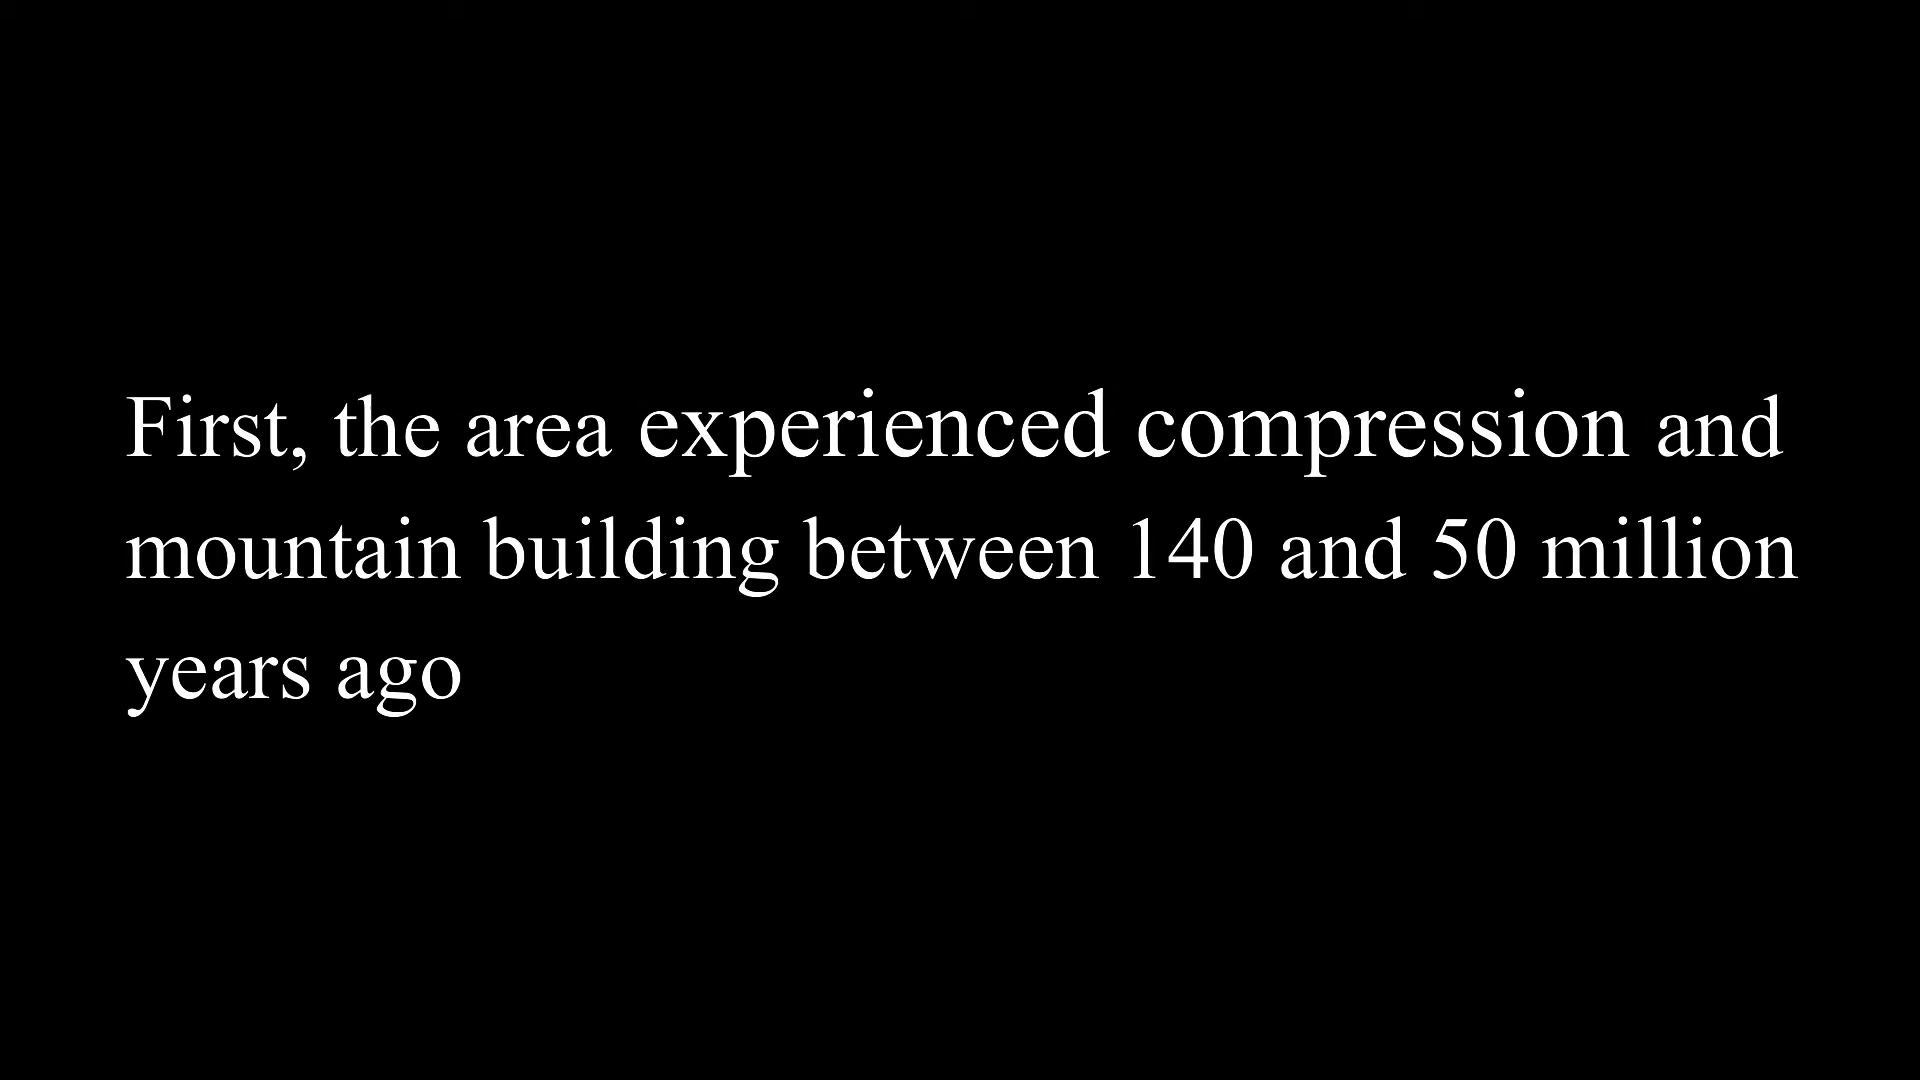 First, the area experienced compression and
mountain building between 140 and 50 million
years ago